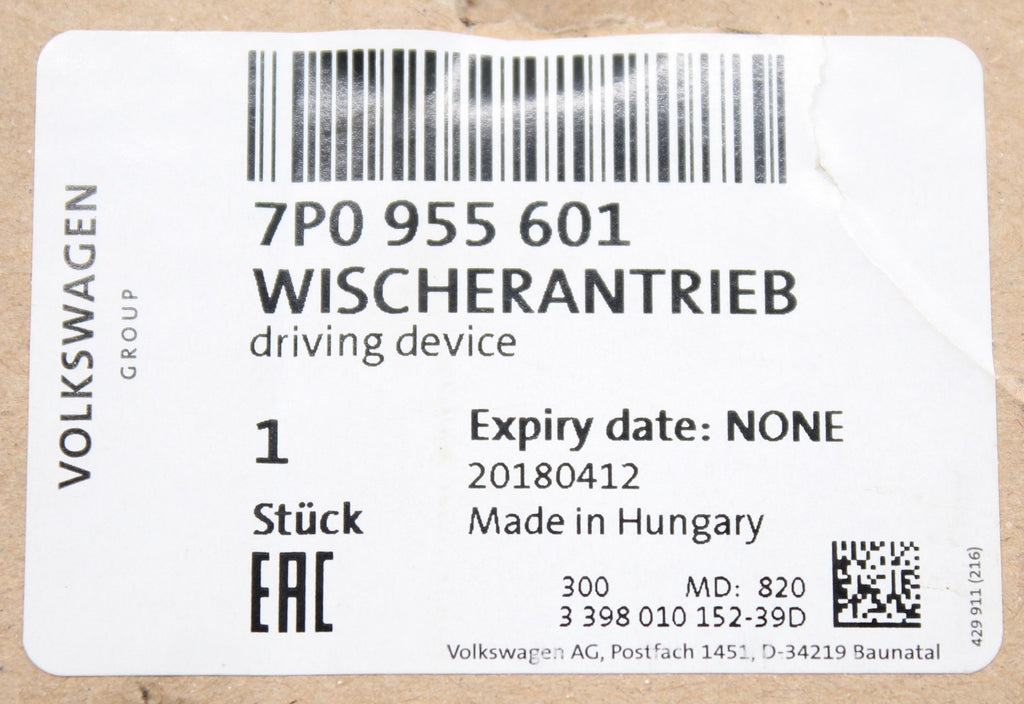 VOLKSWAGEN
GROUP
7P0 955 601
WISCHERANTRIEB
driving device
1
Stück
Expiry date: NONE
20180412
Made in Hungary
EAC
300 MD: 820
3 398 010 152-39D
429 911 (216)
Volkswagen AG, Postfach 1451, D-34219 Baunatal